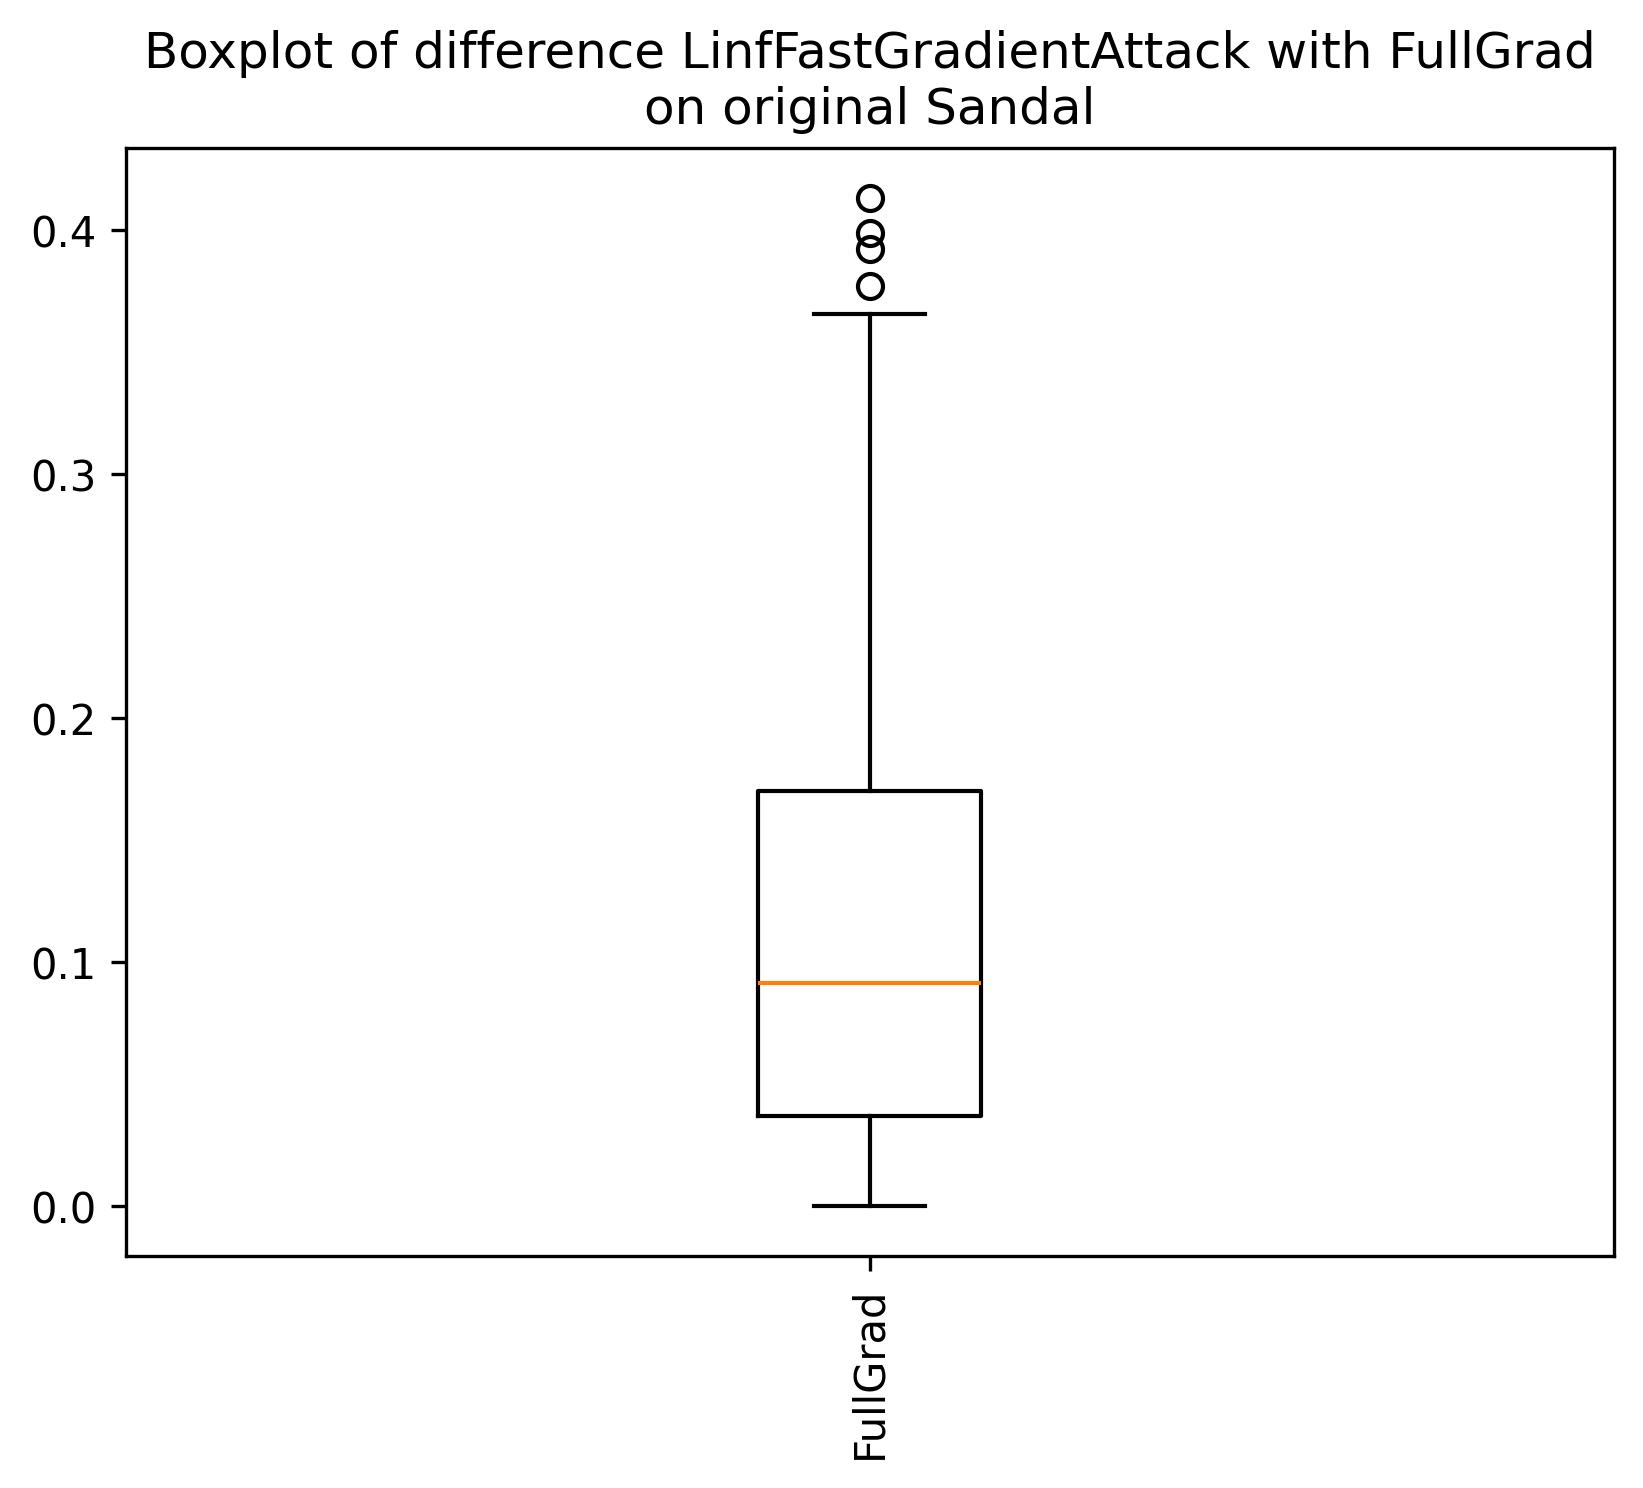 Boxplot of difference LinfFastGradientAttack with FullGrad
on original Sandal
0.4
0.3
0.2
0.1
0.0
FullGrad